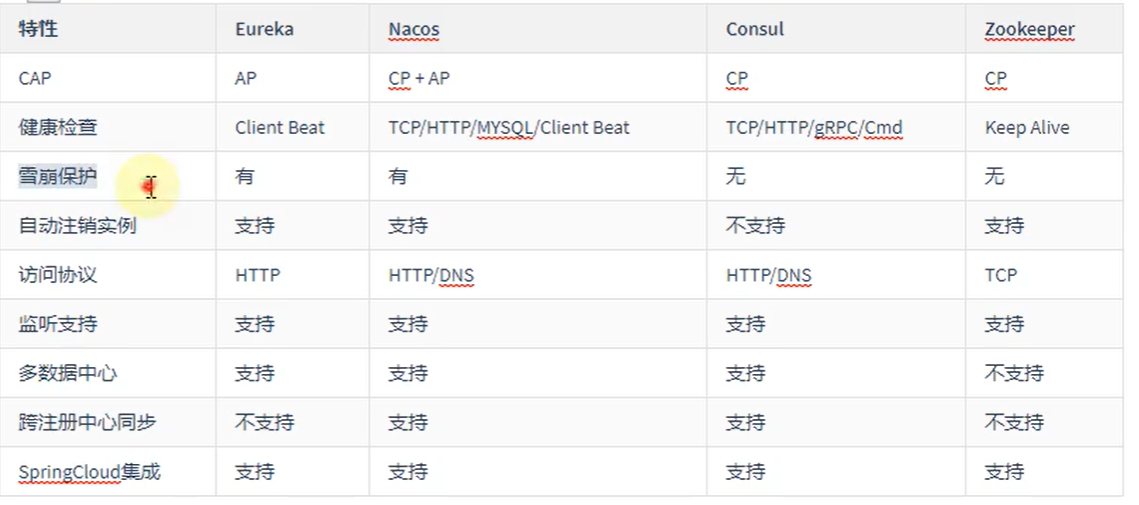 特性 Eureka Nacos Consul Zookeeper
CAP AP CP + AP CP CP
健康检查 Client Beat TCP/HTTP/MYSQL/Client Beat TCP/HTTP/gRPC/Cmd Keep Alive
雪崩保护 有 有 无 无
自动注销实例 支持 支持 不支持 支持
访问协议 HTTP HTTP/DNS HTTP/DNS TCP
监听支持 支持 支持 支持 支持
多数据中心 支持 支持 支持 不支持
跨注册中心同步 不支持 支持 支持 不支持
SpringCloud集成 支持 支持 支持 支持